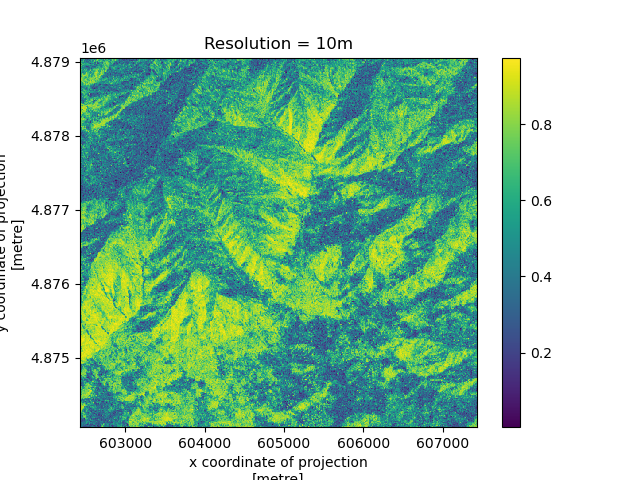 Resolution = 10m
1e6
4.879
4.878
4.877
4.876
4.875
y coordinate of projection
[metre]
603000 604000 605000 606000 607000
x coordinate of projection
[metre]
0.8
0.6
0.4
0.2